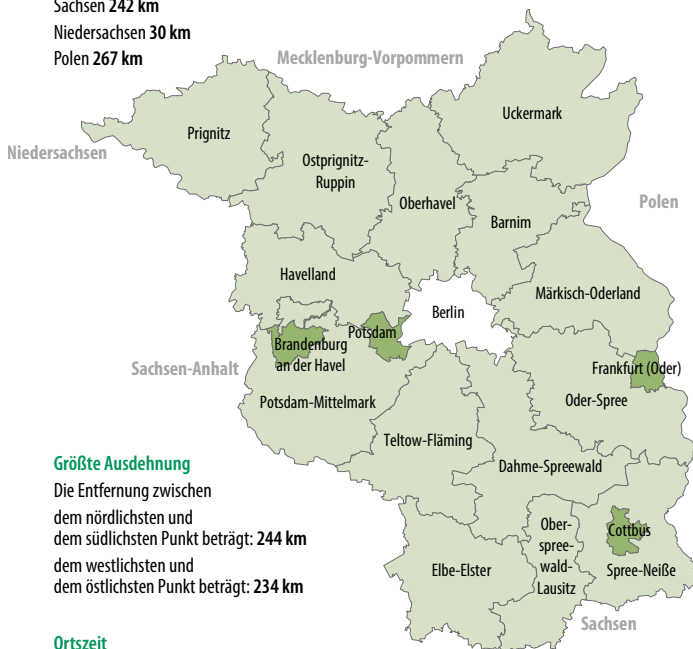 Sachsen 242 km
Niedersachsen 30 km
Polen 267 km
Mecklenburg-Vorpommern
Uckermark
Prignitz
Niedersachsen
Ostprignitz-
Ruppin
Oberhavel
Polen
Barnim
Havelland
Märkisch-Oderland
Berlin
Potsdam
Brandenburg
an der Havel
Sachsen-Anhalt
Frankfurt (Oder)
Potsdam-Mittelmark
Oder-Spree
Teltow-Fläming
Dahme-Spreewald
Größte Ausdehnung
Die Entfernung zwischen
dem nördlichsten und
dem südlichsten Punkt beträgt: 244 km
dem westlichsten und
dem östlichsten Punkt beträgt: 234 km
Elbe-Elster
Ober-
spree-
wald-
Lausitz
Cottbus
Spree-Neiße
Sachsen
Ortszeit